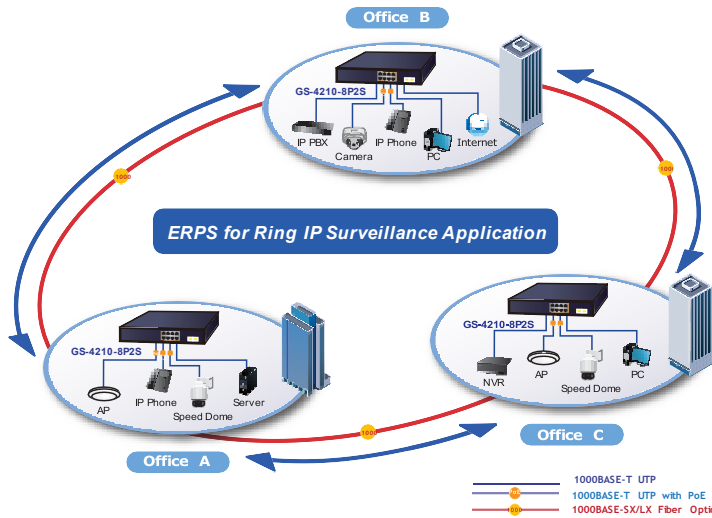 Office B
GS-4210-8P2S
IP PBX
Camera
IP Phone
PC
Internet
1000
1000
ERPS for Ring IP Surveillance Application
GS-4210-8P2S
AP
IP Phone
Speed Dome
Server
GS-4210-8P2S
NVR
AP
Speed Dome
PC
1000
Office A
Office C
1000BASE-T UTP
PoE
1000BASE-T UTP with PoE
1000
1000BASE-SX/LX Fiber Optic